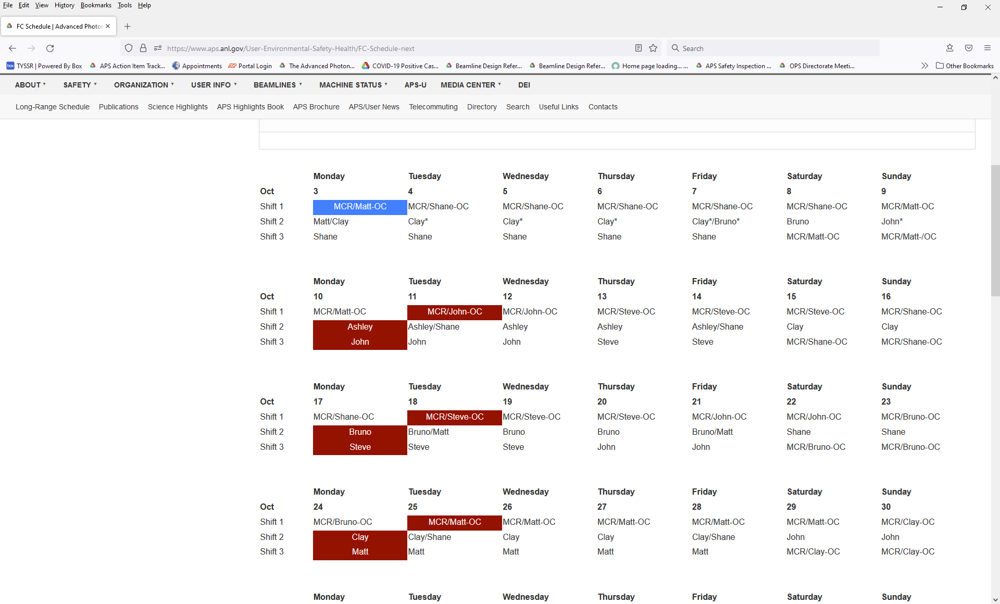 File Edit View History Bookmarks Tools Help
FC Schedule | Advanced Photon
https://www.aps.anl.gov/User-Environmental-Safety-Health/FC-Schedule-next Search
box TYSSR | Powered By Box APS Action Item Track... Appointments ADP Portal Login The Advanced Photon... COVID-19 Positive Cas... Beamline Design Refer... Beamline Design Refer... Home page loading... ... APS Safety Inspection ... OPS Directorate Meeti... Other Bookmarks
ABOUT SAFETY ORGANIZATION USER INFO BEAMLINES MACHINE STATUS APS-U MEDIA CENTER DEI
Long-Range Schedule Publications Science Highlights APS Highlights Book APS Brochure APS/User News Telecommuting Directory Search Useful Links Contacts
Monday Tuesday Wednesday Thursday Friday Saturday Sunday
Oct 3 4 5 6 7 8 9
Shift 1 MCR/Matt-OC MCR/Shane-OC MCR/Shane-OC MCR/Shane-OC MCR/Shane-OC MCR/Shane-OC MCR/Matt-OC
Shift 2 Matt/Clay Clay* Clay* Clay* Clay*/Bruno* Bruno John*
Shift 3 Shane Shane Shane Shane Shane MCR/Matt-OC MCR/Matt-/OC
Monday Tuesday Wednesday Thursday Friday Saturday Sunday
Oct 10 11 12 13 14 15 16
Shift 1 MCR/Matt-OC MCR/John-OC MCR/John-OC MCR/Steve-OC MCR/Steve-OC MCR/Steve-OC MCR/Shane-OC
Shift 2 Ashley Ashley/Shane Ashley Ashley Ashley/Shane Clay Clay
Shift 3 John John John Steve Steve MCR/Shane-OC MCR/Shane-OC
Monday Tuesday Wednesday Thursday Friday Saturday Sunday
Oct 17 18 19 20 21 22 23
Shift 1 MCR/Shane-OC MCR/Steve-OC MCR/Steve-OC MCR/Steve-OC MCR/John-OC MCR/John-OC MCR/Bruno-OC
Shift 2 Bruno Bruno/Matt Bruno Bruno Bruno/Matt Shane Shane
Shift 3 Steve Steve Steve John John MCR/Bruno-OC MCR/Bruno-OC
Monday Tuesday Wednesday Thursday Friday Saturday Sunday
Oct 24 25 26 27 28 29 30
Shift 1 MCR/Bruno-OC MCR/Matt-OC MCR/Matt-OC MCR/Matt-OC MCR/Matt-OC MCR/Matt-OC MCR/Clay-OC
Shift 2 Clay Clay/Shane Clay Clay Clay/Shane John John
Shift 3 Matt Matt Matt Matt Matt MCR/Clay-OC MCR/Clay-OC
Monday Tuesday Wednesday Thursday Friday Saturday Sunday